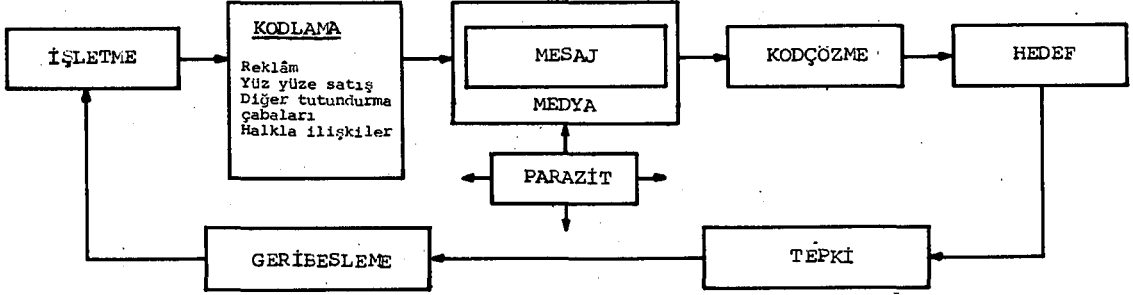 İŞLETME
KODLAMA
Reklâm
Yüz yüze satış
Diğer tutundurma
çabaları
Halkla ilişkiler
MESAJ
MEDYA
KODÇÖZME
HEDEF
PARAZİT
GERİBESLEME
TEPKİ